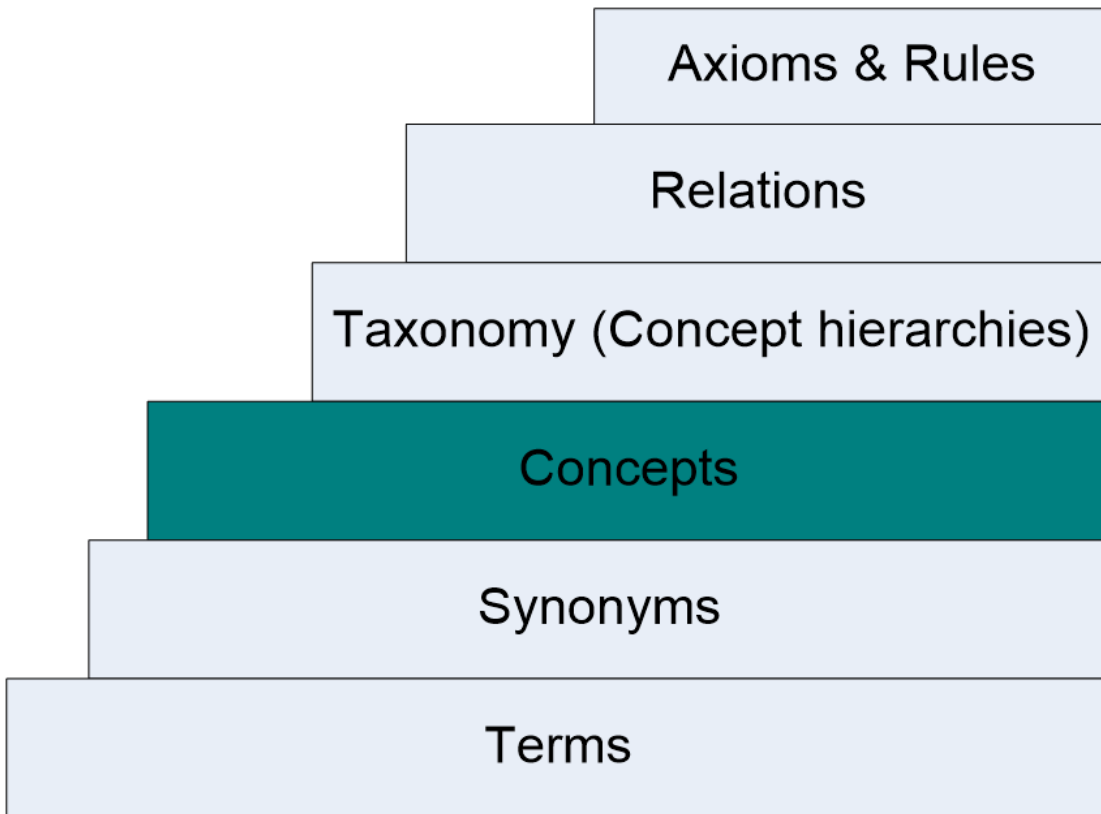 Axioms & Rules
Relations
Taxonomy (Concept hierarchies)
Concepts
Synonyms
Terms